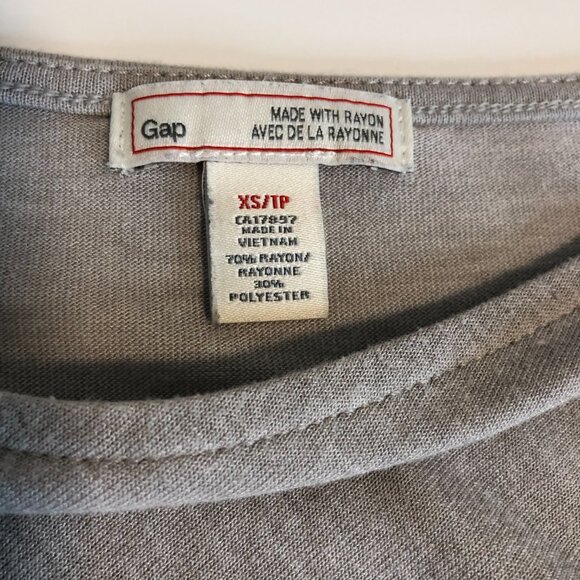 Gap
MADE WITH RAYON
AVEC DE LA RAYONNE
XS/TP
CA17897
MADE IN
VIETNAM
70% RAYON/
RAYONNE
30%
POLYESTER